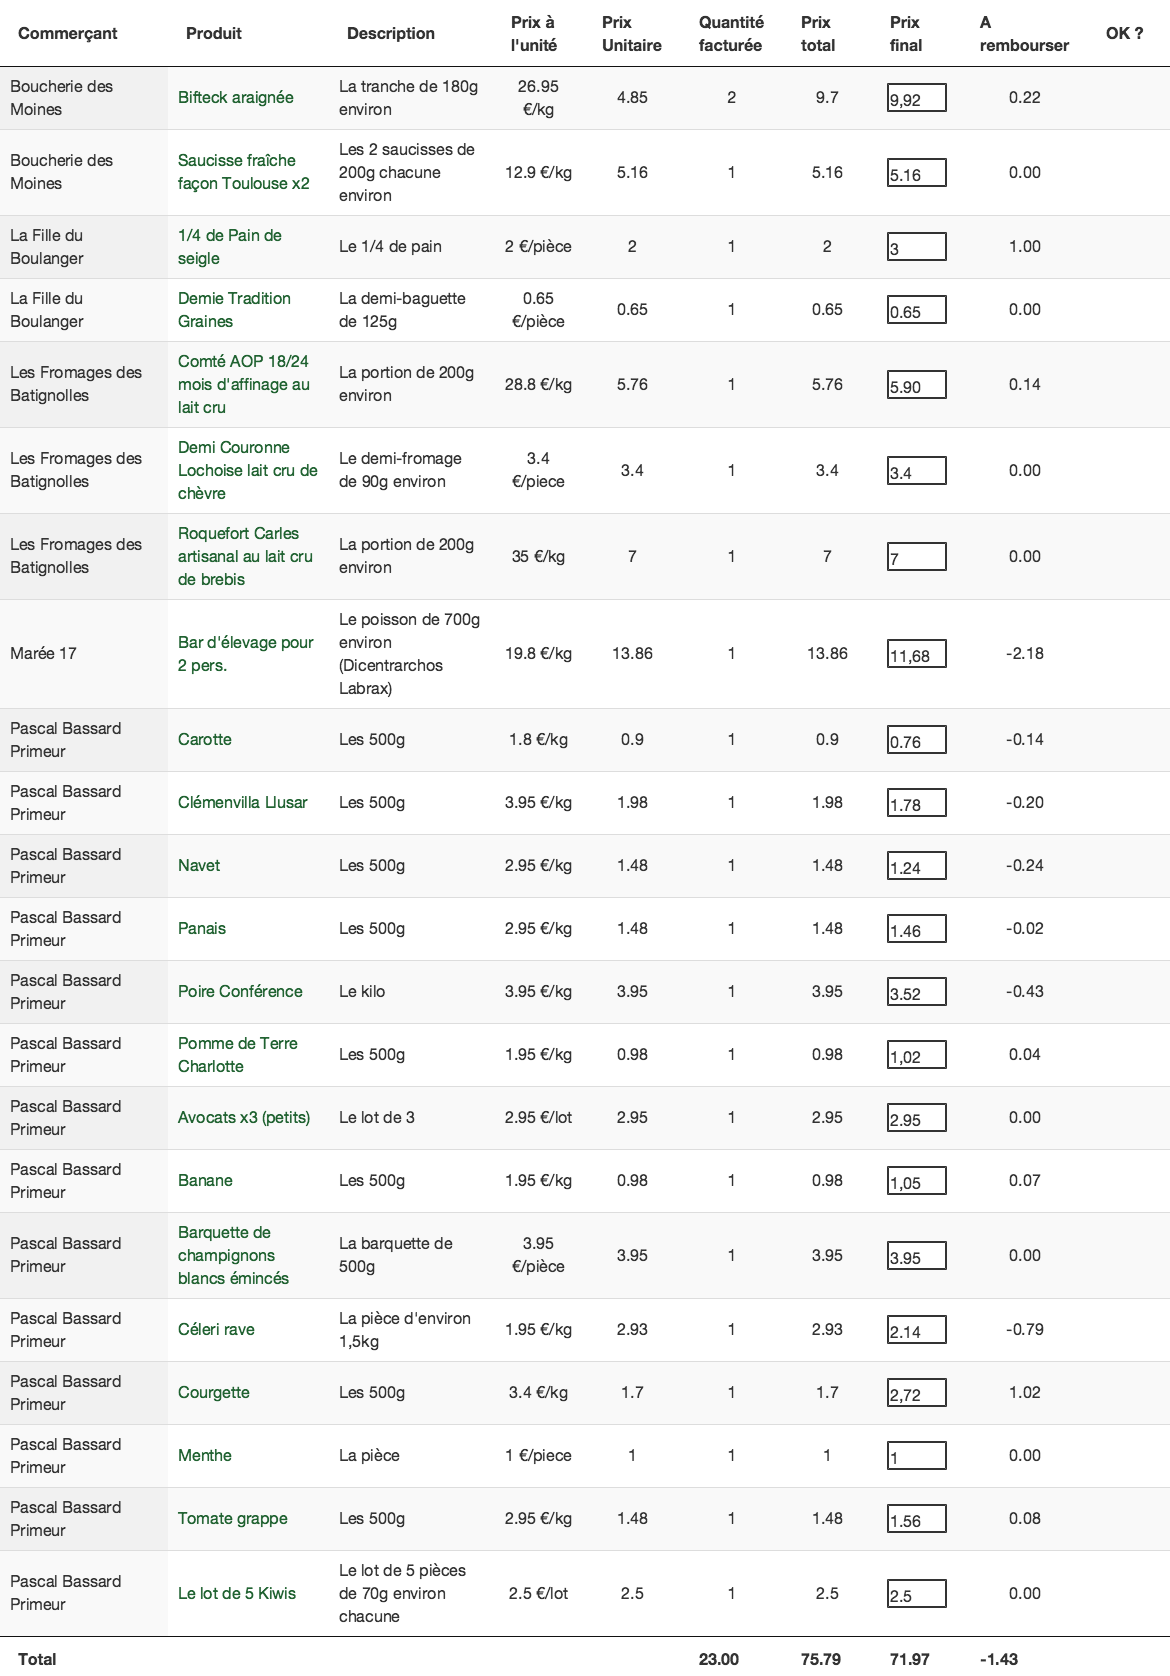 Commerçant Produit Description Prix à l'unité Prix Unitaire Quantité facturée Prix total Prix final A rembourser OK ?
Boucherie des Moines Bifteck araignée La tranche de 180g environ 26.95 €/kg 4.85 2 9.7 9,92 0.22
Boucherie des Moines Saucisse fraîche façon Toulouse x2 Les 2 saucisses de 200g chacune environ 12.9 €/kg 5.16 1 5.16 5.16 0.00
La Fille du Boulanger 1/4 de Pain de seigle Le 1/4 de pain 2 €/pièce 2 1 2 3 1.00
La Fille du Boulanger Demie Tradition Graines La demi-baguette de 125g 0.65 €/pièce 0.65 1 0.65 0.65 0.00
Les Fromages des Batignolles Comté AOP 18/24 mois d'affinage au lait cru La portion de 200g environ 28.8 €/kg 5.76 1 5.76 5.90 0.14
Les Fromages des Batignolles Demi Couronne Lochoise lait cru de chèvre Le demi-fromage de 90g environ 3.4 €/piece 3.4 1 3.4 3.4 0.00
Les Fromages des Batignolles Roquefort Carles artisanal au lait cru de brebis La portion de 200g environ 35 €/kg 7 1 7 7 0.00
Marée 17 Bar d'élevage pour 2 pers. Le poisson de 700g environ (Dicentrarchos Labrax) 19.8 €/kg 13.86 1 13.86 11,68 -2.18
Pascal Bassard Primeur Carotte Les 500g 1.8 €/kg 0.9 1 0.9 0.76 -0.14
Pascal Bassard Primeur Clémenvilla Llusar Les 500g 3.95 €/kg 1.98 1 1.98 1.78 -0.20
Pascal Bassard Primeur Navet Les 500g 2.95 €/kg 1.48 1 1.48 1.24 -0.24
Pascal Bassard Primeur Panais Les 500g 2.95 €/kg 1.48 1 1.48 1.46 -0.02
Pascal Bassard Primeur Poire Conférence Le kilo 3.95 €/kg 3.95 1 3.95 3.52 -0.43
Pascal Bassard Primeur Pomme de Terre Charlotte Les 500g 1.95 €/kg 0.98 1 0.98 1,02 0.04
Pascal Bassard Primeur Avocats x3 (petits) Le lot de 3 2.95 €/lot 2.95 1 2.95 2.95 0.00
Pascal Bassard Primeur Banane Les 500g 1.95 €/kg 0.98 1 0.98 1,05 0.07
Pascal Bassard Primeur Barquette de champignons blancs émincés La barquette de 500g 3.95 €/pièce 3.95 1 3.95 3.95 0.00
Pascal Bassard Primeur Céleri rave La pièce d'environ 1,5kg 1.95 €/kg 2.93 1 2.93 2.14 -0.79
Pascal Bassard Primeur Courgette Les 500g 3.4 €/kg 1.7 1 1.7 2,72 1.02
Pascal Bassard Primeur Menthe La pièce 1 €/piece 1 1 1 1 0.00
Pascal Bassard Primeur Tomate grappe Les 500g 2.95 €/kg 1.48 1 1.48 1.56 0.08
Pascal Bassard Primeur Le lot de 5 Kiwis Le lot de 5 pièces de 70g environ chacune 2.5 €/lot 2.5 1 2.5 2.5 0.00
Total 23.00 75.79 71.97 -1.43